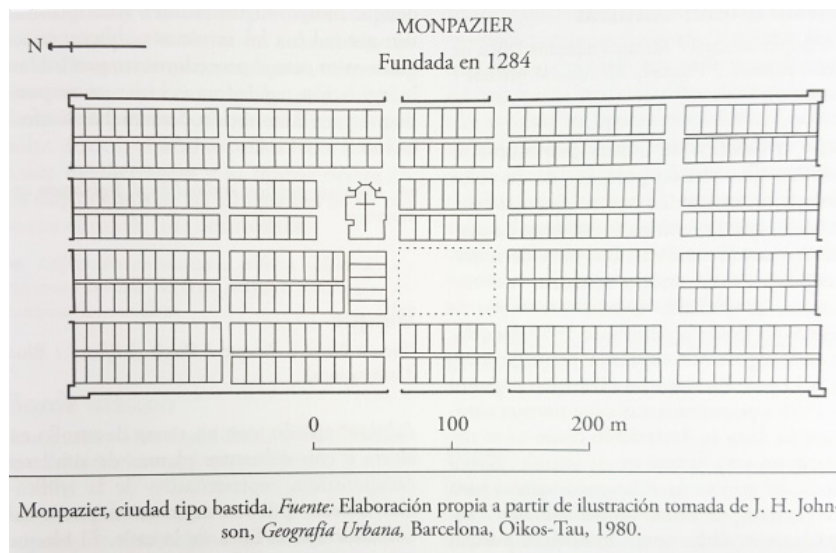 MONPAZIER
N
Fundada en 1284
0 100 200 m
Monpazier, ciudad tipo bastida. Fuente: Elaboración propia a partir de ilustración tomada de J. H. John-
son, Geografía Urbana, Barcelona, Oikos-Tau, 1980.